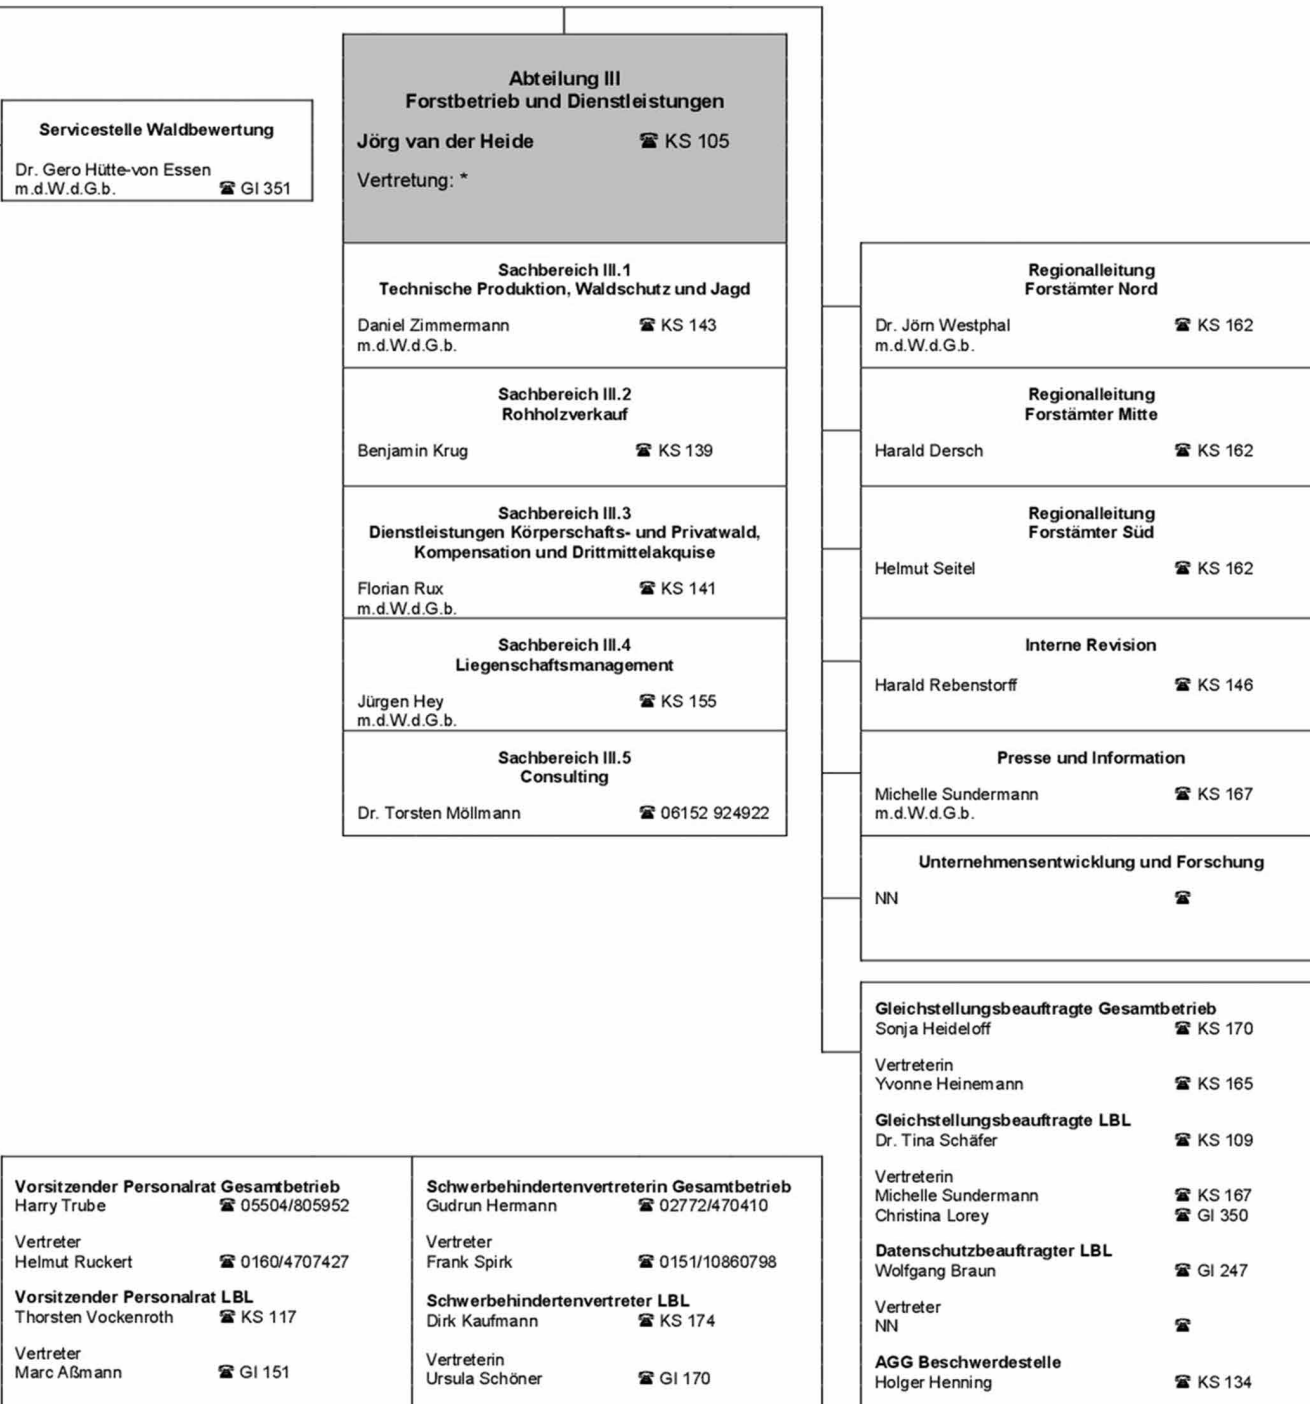 Servicestelle Waldbewertung
Dr. Gero Hütte-von Essen
m.d.W.d.G.b. ☎ GI 351
Abteilung III
Forstbetrieb und Dienstleistungen
Jörg van der Heide ☎ KS 105
Vertretung: *
Sachbereich III.1
Technische Produktion, Waldschutz und Jagd
Daniel Zimmermann ☎ KS 143
m.d.W.d.G.b.
Sachbereich III.2
Rohholzverkauf
Benjamin Krug ☎ KS 139
Sachbereich III.3
Dienstleistungen Körperschafts- und Privatwald,
Kompensation und Drittmittelakquise
Florian Rux ☎ KS 141
m.d.W.d.G.b.
Sachbereich III.4
Liegenschaftsmanagement
Jürgen Hey ☎ KS 155
m.d.W.d.G.b.
Sachbereich III.5
Consulting
Dr. Torsten Möllmann ☎ 06152 924922
Regionalleitung
Forstämter Nord
Dr. Jörn Westphal ☎ KS 162
m.d.W.d.G.b.
Regionalleitung
Forstämter Mitte
Harald Dersch ☎ KS 162
Regionalleitung
Forstämter Süd
Helmut Seitel ☎ KS 162
Interne Revision
Harald Rebenstorff ☎ KS 146
Presse und Information
Michelle Sundermann ☎ KS 167
m.d.W.d.G.b.
Unternehmensentwicklung und Forschung
NN ☎
Gleichstellungsbeauftragte Gesamtbetrieb
Sonja Heideloff ☎ KS 170
Vertreterin
Yvonne Heinemann ☎ KS 165
Gleichstellungsbeauftragte LBL
Dr. Tina Schäfer ☎ KS 109
Vertreterin
Michelle Sundermann ☎ KS 167
Christina Lorey ☎ GI 350
Datenschutzbeauftragter LBL
Wolfgang Braun ☎ GI 247
Vertreter
NN ☎
AGG Beschwerdestelle
Holger Henning ☎ KS 134
Vorsitzender Personalrat Gesamtbetrieb
Harry Trube ☎ 05504/805952
Vertreter
Helmut Ruckert ☎ 0160/4707427
Vorsitzender Personalrat LBL
Thorsten Vockenroth ☎ KS 117
Vertreter
Marc Aßmann ☎ GI 151
Schwerbehindertenvertreterin Gesamtbetrieb
Gudrun Hermann ☎ 02772/470410
Vertreter
Frank Spirk ☎ 0151/10860798
Schwerbehindertenvertreter LBL
Dirk Kaufmann ☎ KS 174
Vertreterin
Ursula Schöner ☎ GI 170